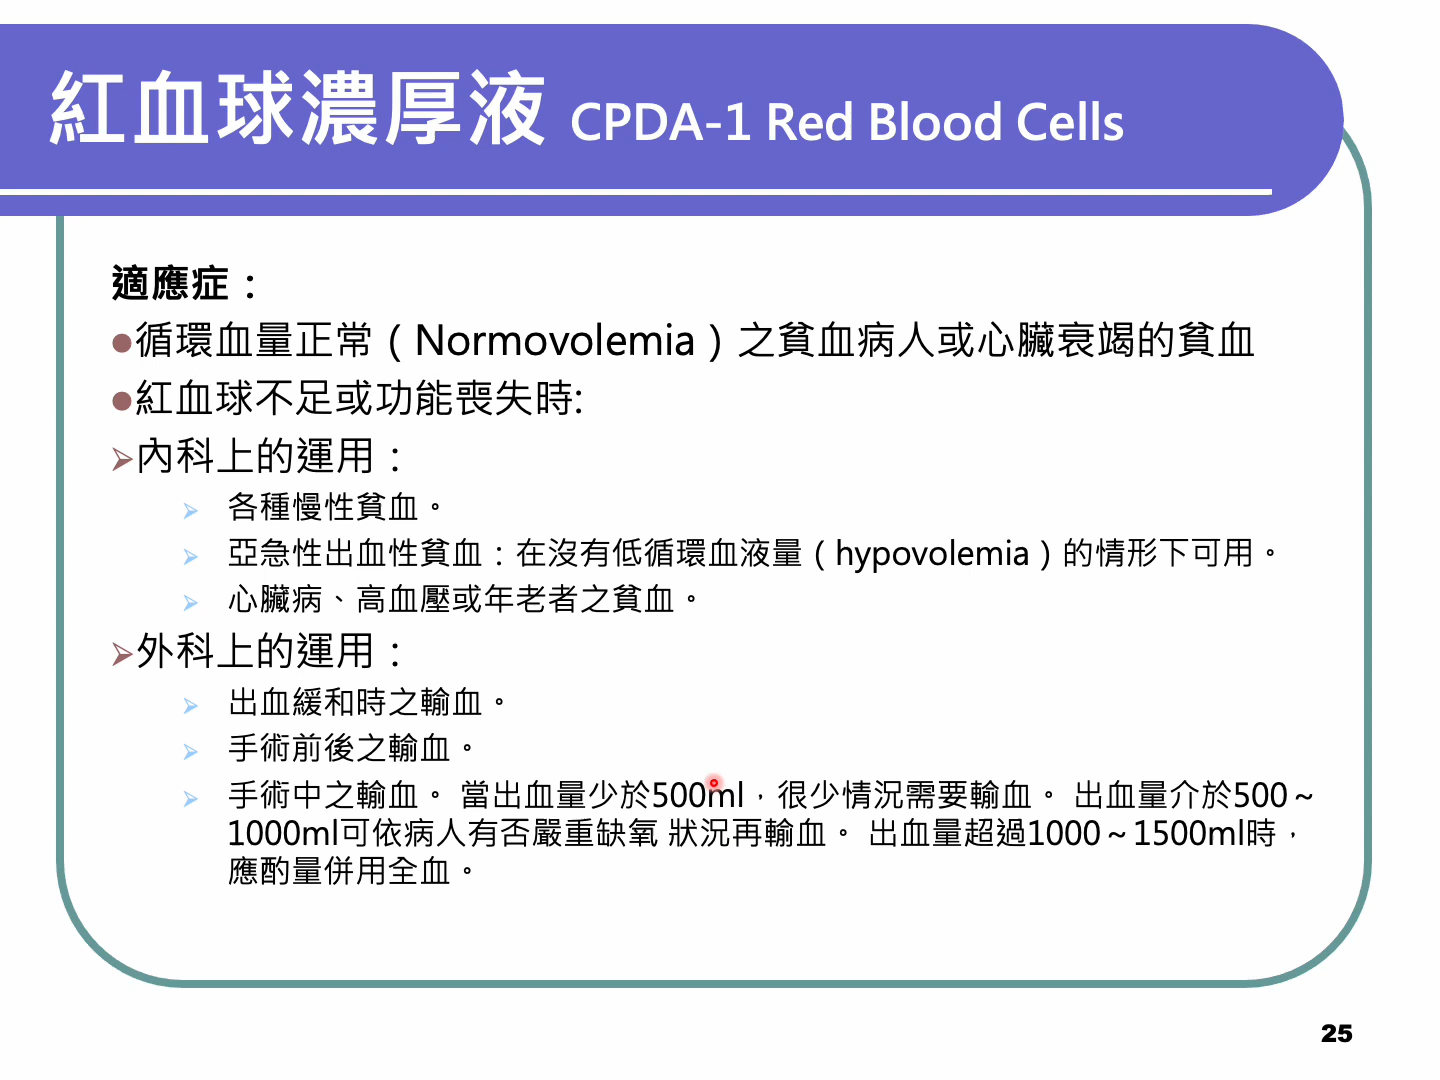 紅血球濃厚液 CPDA-1 Red Blood Cells
適應症：
●循環血量正常（Normovolemia）之貧血病人或心臟衰竭的貧血
●紅血球不足或功能喪失時:
➢內科上的運用：
➢ 各種慢性貧血。
➢ 亞急性出血性貧血：在沒有低循環血液量（hypovolemia）的情形下可用。
➢ 心臟病、高血壓或年老者之貧血。
➢外科上的運用：
➢ 出血緩和時之輸血。
➢ 手術前後之輸血。
➢ 手術中之輸血。 當出血量少於500ml，很少情況需要輸血。 出血量介於500～
1000ml可依病人有否嚴重缺氧 狀況再輸血。 出血量超過1000～1500ml時，
應酌量併用全血。
25